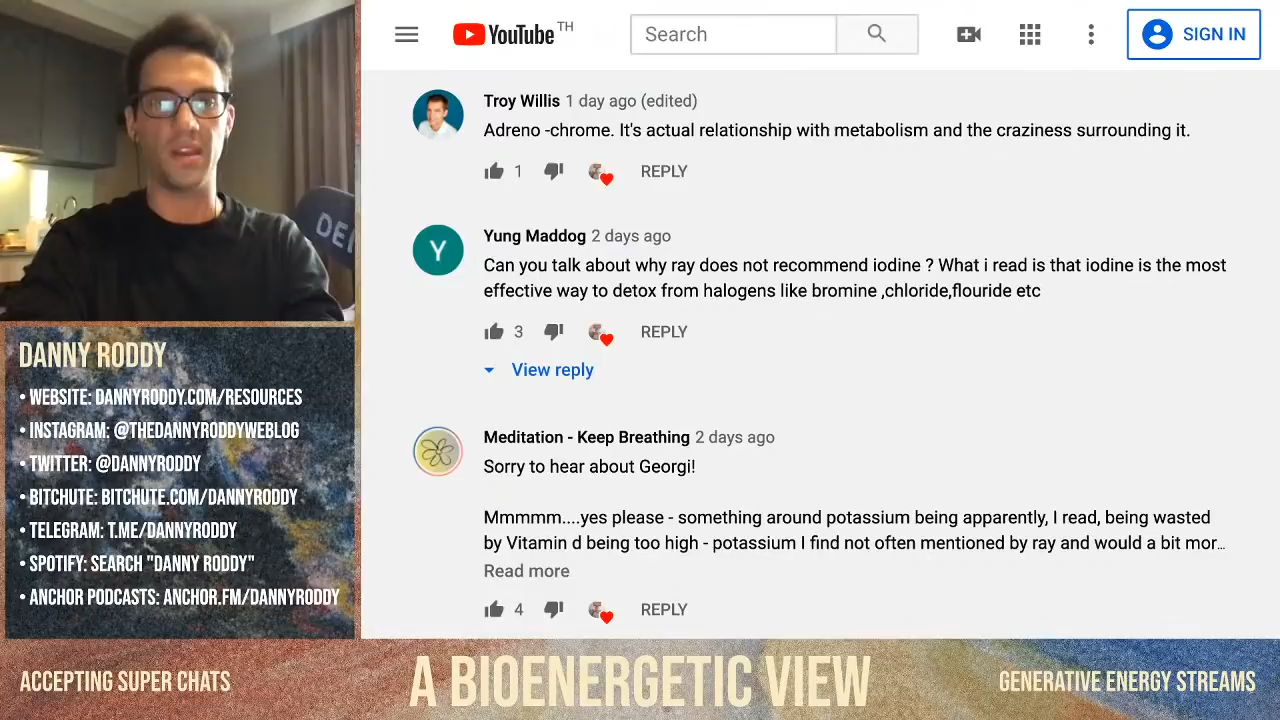 YouTube TH
Search
SIGN IN
Troy Willis 1 day ago (edited)
Adreno -chrome. It's actual relationship with metabolism and the craziness surrounding it.
1 REPLY
Y
Yung Maddog 2 days ago
Can you talk about why ray does not recommend iodine ? What i read is that iodine is the most
effective way to detox from halogens like bromine ,chloride,flouride etc
3 REPLY
View reply
Meditation - Keep Breathing 2 days ago
Sorry to hear about Georgi!
Mmmmm....yes please - something around potassium being apparently, I read, being wasted
by Vitamin d being too high - potassium I find not often mentioned by ray and would a bit mor...
Read more
4 REPLY
DANNY RODDY
• WEBSITE: DANNYRODDY.COM/RESOURCES
• INSTAGRAM: @THEDANNYRODDYWEBLOG
• TWITTER: @DANNYRODDY
• BITCHUTE: BITCHUTE.COM/DANNYRODDY
• TELEGRAM: T.ME/DANNYRODDY
• SPOTIFY: SEARCH "DANNY RODDY"
• ANCHOR PODCASTS: ANCHOR.FM/DANNYRODDY
ACCEPTING SUPER CHATS
A BIOENERGETIC VIEW
GENERATIVE ENERGY STREAMS